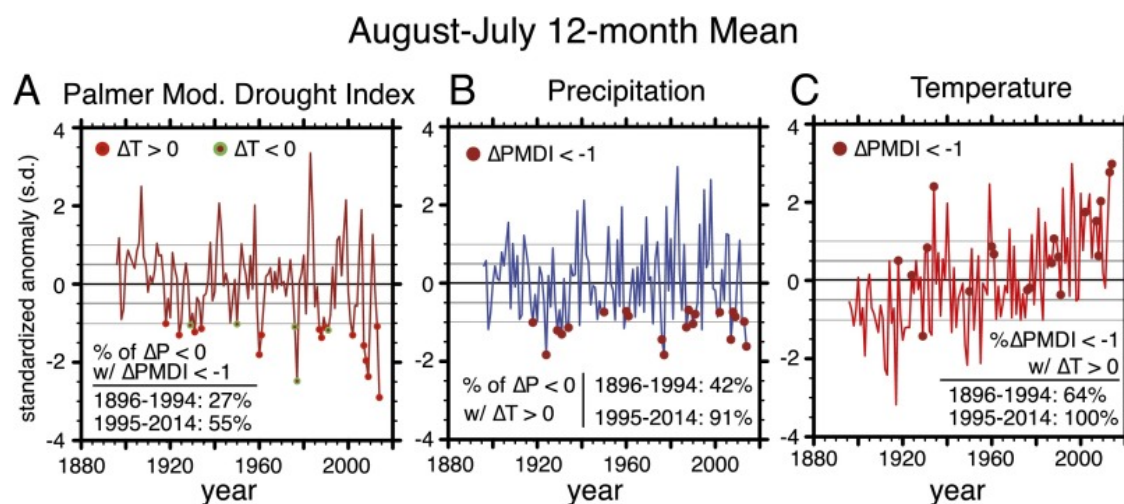 August-July 12-month Mean
A Palmer Mod. Drought Index
standardized anomaly (s.d.)
4
2
0
-2
-4
ΔT > 0 ΔT < 0
% of ΔP < 0
w/ ΔPMDI < -1
1896-1994: 27%
1995-2014: 55%
1880 1920 1960 2000
year
B Precipitation
4
2
0
-2
-4
ΔPMDI < -1
% of ΔP < 0
w/ ΔT > 0
1896-1994: 42%
1995-2014: 91%
1880 1920 1960 2000
year
C Temperature
4
2
0
-2
-4
ΔPMDI < -1
%ΔPMDI < -1
w/ ΔT > 0
1896-1994: 64%
1995-2014: 100%
1880 1920 1960 2000
year